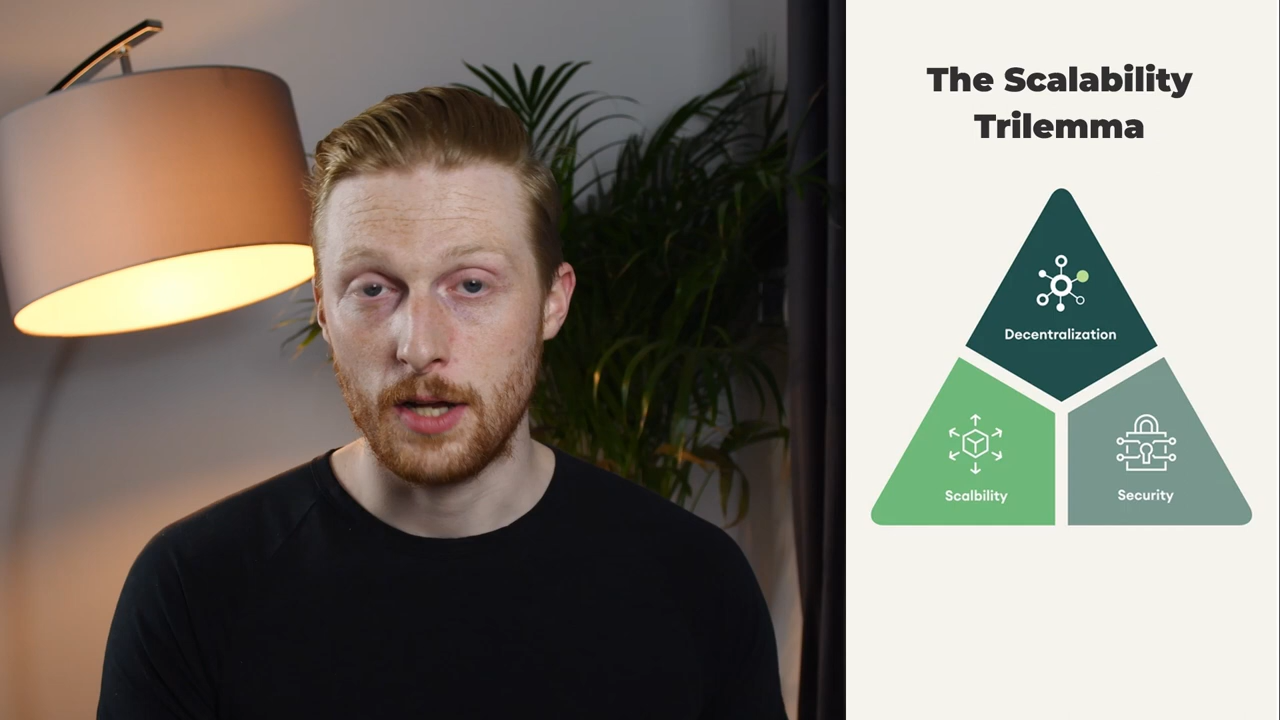 The Scalability
Trilemma
Decentralization
Scalbility
Security